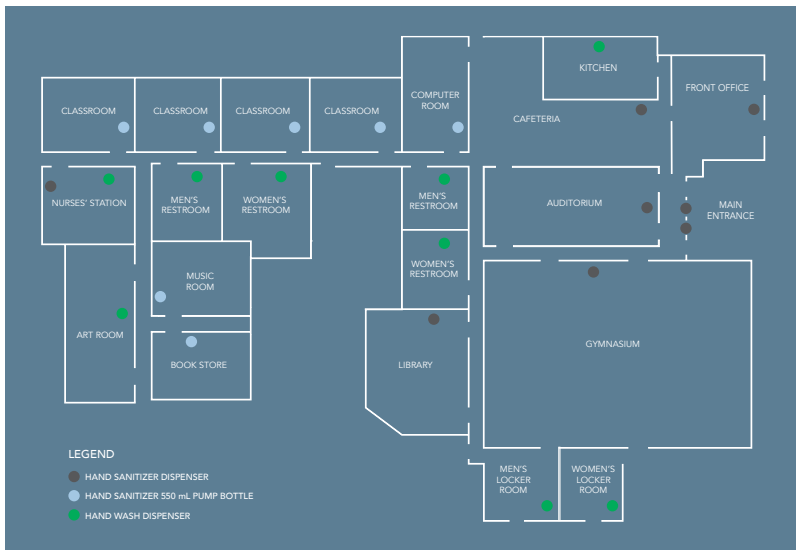 KITCHEN
FRONT OFFICE
COMPUTER
ROOM
CLASSROOM
CLASSROOM
CLASSROOM
CLASSROOM
CAFETERIA
NURSES' STATION
MEN'S
RESTROOM
WOMEN'S
RESTROOM
MEN'S
RESTROOM
AUDITORIUM
MAIN
ENTRANCE
WOMEN'S
RESTROOM
MUSIC
ROOM
ART ROOM
BOOK STORE
LIBRARY
GYMNASIUM
MEN'S
LOCKER
ROOM
WOMEN'S
LOCKER
ROOM
LEGEND
HAND SANITIZER DISPENSER
HAND SANITIZER 550 mL PUMP BOTTLE
HAND WASH DISPENSER